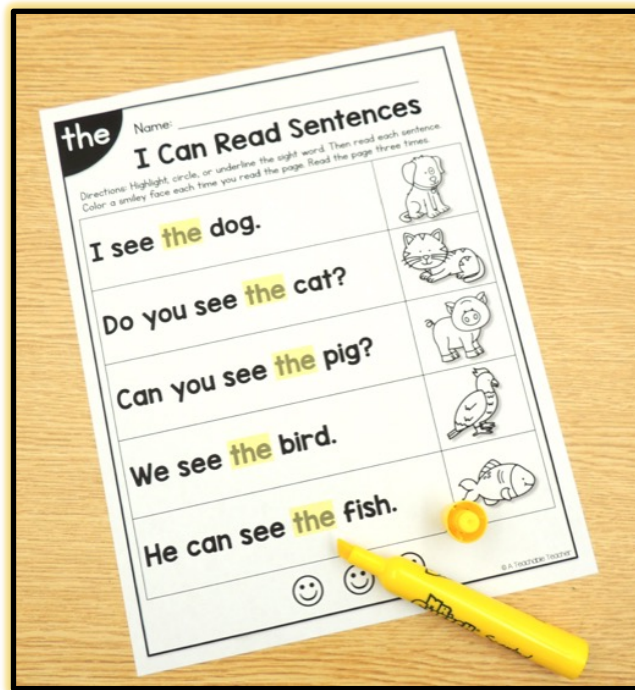 the
Name:
I Can Read Sentences
Directions: Highlight, circle, or underline the sight word. Then read each sentence.
Color a smiley face each time you read the page. Read the page three times.
I see the dog.
Do you see the cat?
Can you see the pig?
We see the bird.
He can see the fish.
© A Teachable Teacher